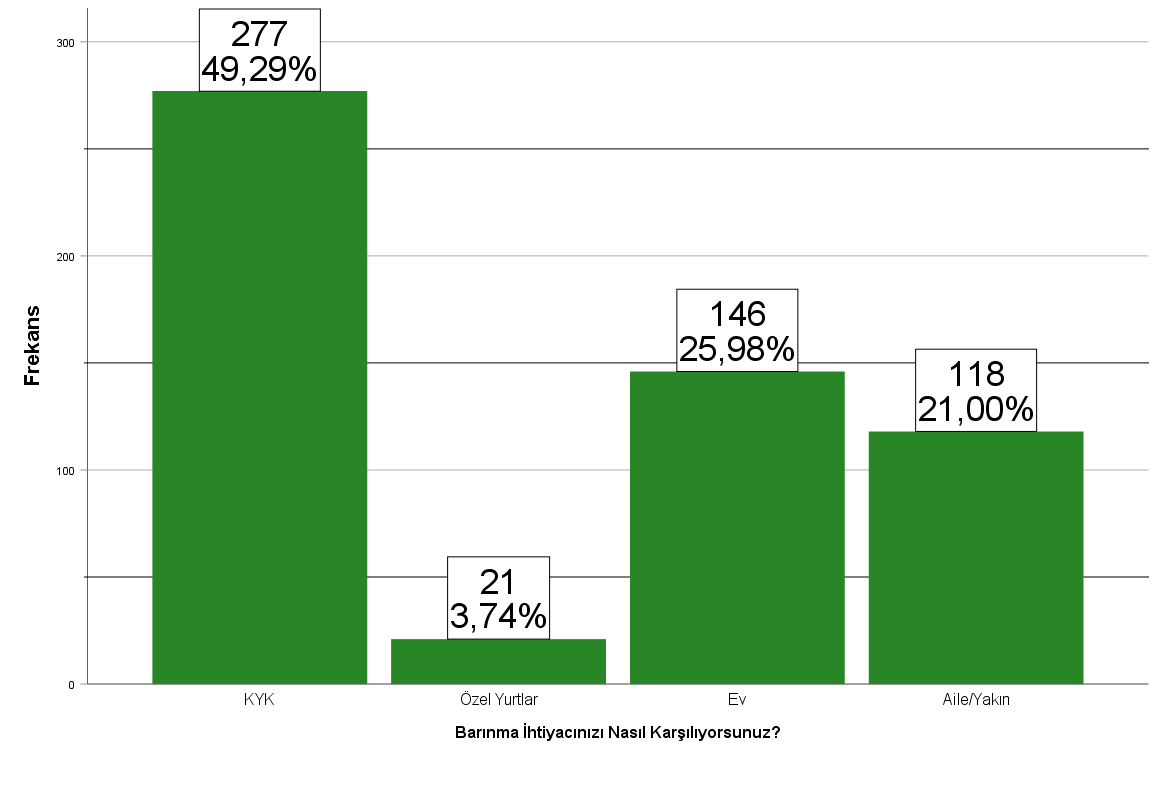 277
49,29%
300
200
146
25,98%
118
21,00%
Frekans
100
21
3,74%
0
KYK
Özel Yurtlar
Ev
Aile/Yakın
Barınma İhtiyacınızı Nasıl Karşılıyorsunuz?